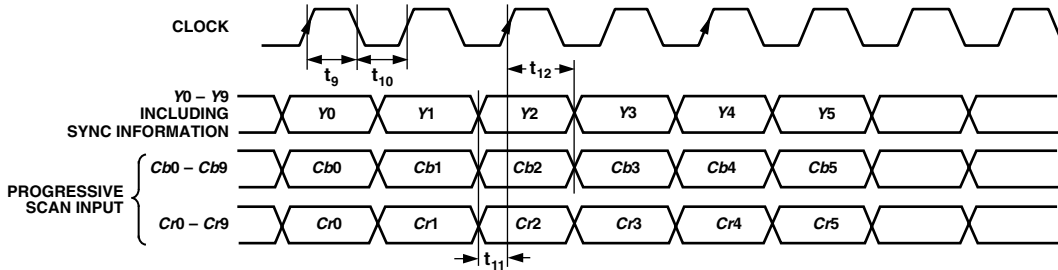 CLOCK
t9
t10
t12
Y0 – Y9
INCLUDING
SYNC INFORMATION
Y0
Y1
Y2
Y3
Y4
Y5
PROGRESSIVE
SCAN INPUT
Cb0 – Cb9
Cb0
Cb1
Cb2
Cb3
Cb4
Cb5
Cr0 – Cr9
Cr0
Cr1
Cr2
Cr3
Cr4
Cr5
t11